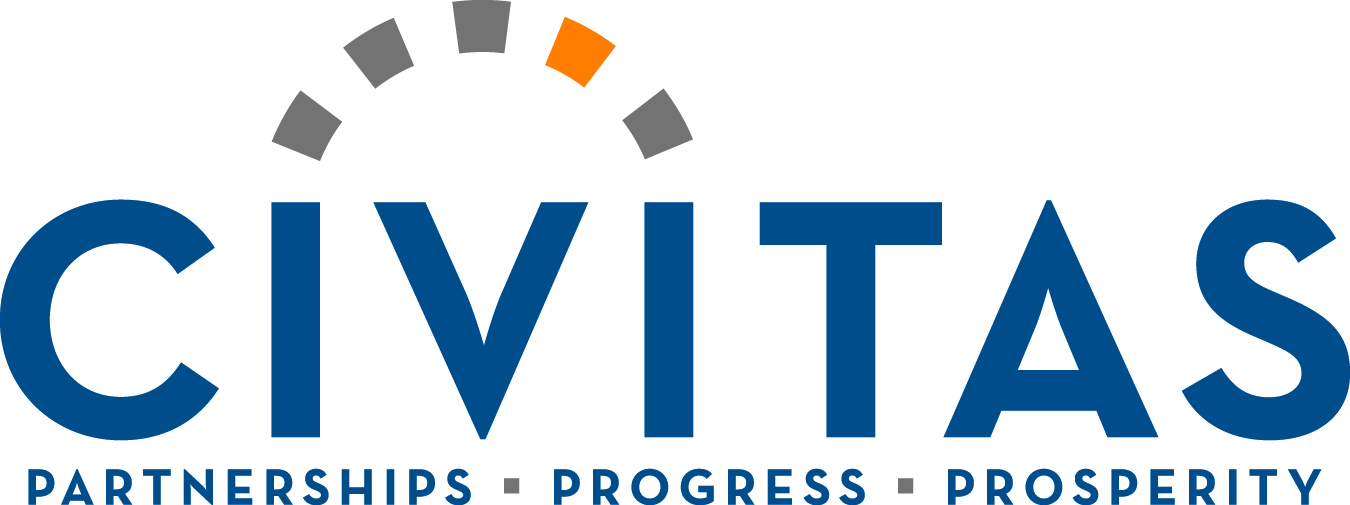 CIVITAS
PARTNERSHIPS ▪ PROGRESS ▪ PROSPERITY